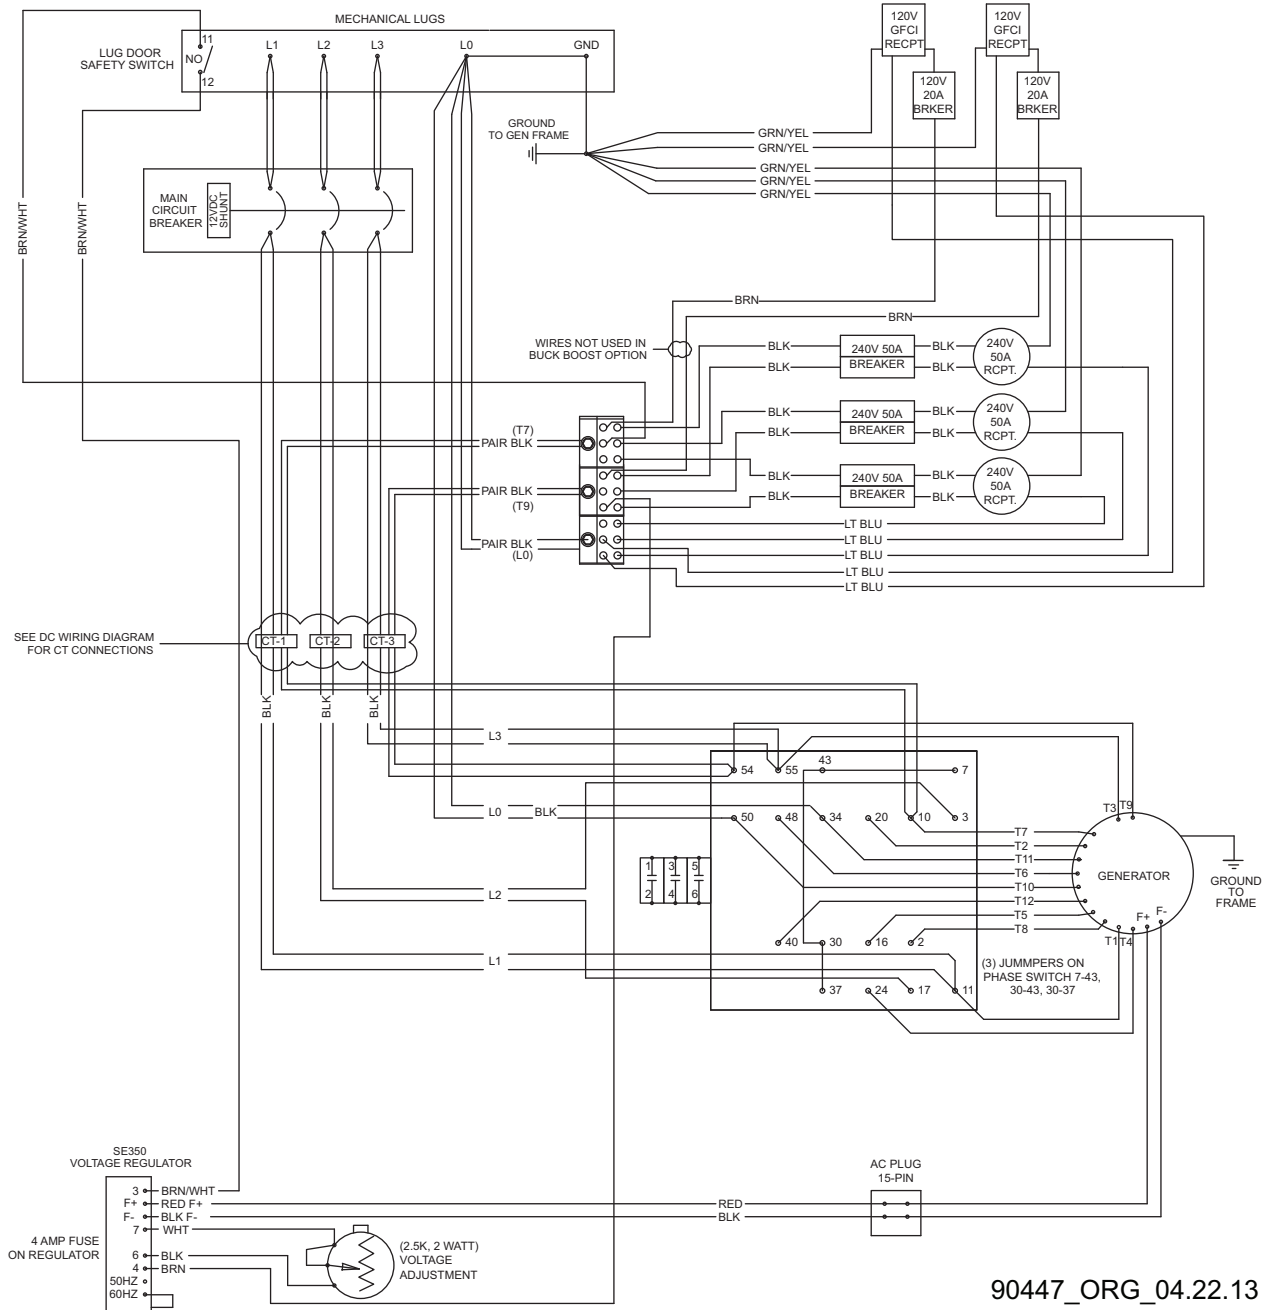 MECHANICAL LUGS
LUG DOOR
SAFETY SWITCH
11
NO
12
L1
L2
L3
L0
GND
120V
GFCI
RECPT
120V
GFCI
RECPT
120V
20A
BRKER
120V
20A
BRKER
GROUND
TO GEN FRAME
GRN/YEL
GRN/YEL
GRN/YEL
GRN/YEL
GRN/YEL
BRN/WHT
BRN/WHT
MAIN
CIRCUIT
BREAKER
12VDC
SHUNT
BRN
BRN
WIRES NOT USED IN
BUCK BOOST OPTION
BLK
240V 50A
BREAKER
BLK
BLK
BLK
240V
50A
RCPT.
BLK
240V 50A
BREAKER
BLK
BLK
BLK
240V
50A
RCPT.
BLK
240V 50A
BREAKER
BLK
BLK
BLK
240V
50A
RCPT.
(T7)
PAIR BLK
PAIR BLK
(T9)
PAIR BLK
(L0)
LT BLU
LT BLU
LT BLU
LT BLU
LT BLU
SEE DC WIRING DIAGRAM
FOR CT CONNECTIONS
CT-1
CT-2
CT-3
BLK
BLK
BLK
L3
L0
BLK
L2
L1
54
55
43
7
50
48
34
20
10
3
1
3
5
2
4
6
40
30
16
2
37
24
17
11
T3
T9
T7
T2
T11
T6
T10
T12
T5
T8
GENERATOR
T1
T4
F+
F-
GROUND
TO
FRAME
(3) JUMMPERS ON
PHASE SWITCH 7-43,
30-43, 30-37
SE350
VOLTAGE REGULATOR
3
BRN/WHT
F+
RED F+
F-
BLK F-
7
WHT
6
BLK
4
BRN
50HZ
60HZ
4 AMP FUSE
ON REGULATOR
(2.5K, 2 WATT)
VOLTAGE
ADJUSTMENT
RED
BLK
AC PLUG
15-PIN
90447_ORG_04.22.13